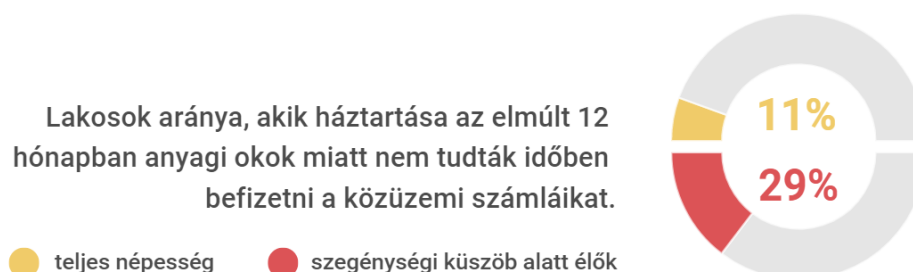 Lakosok aránya, akik háztartása az elmúlt 12
hónapban anyagi okok miatt nem tudták időben
befizetni a közüzemi számláikat.
11%
29%
teljes népesség
szegénységi küszöb alatt élők